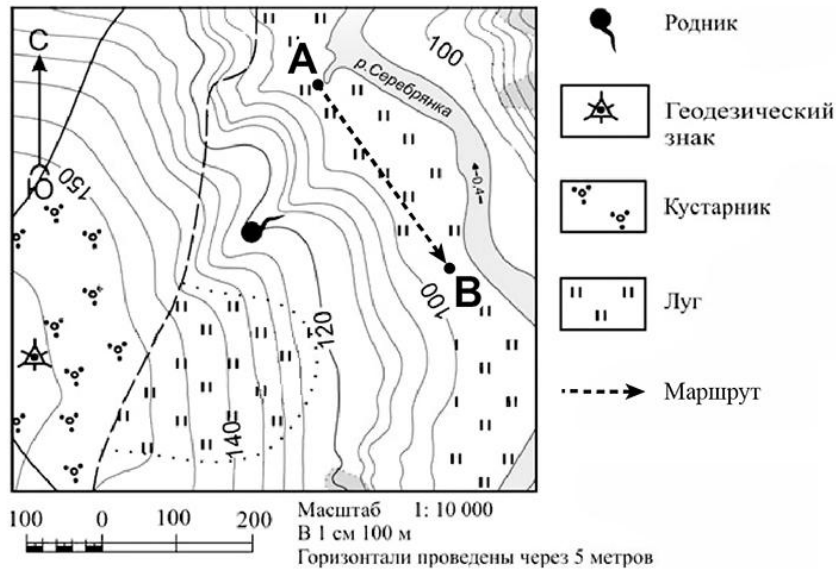 С
Ю
А
В
р.Серебрянка
100
0,4
150
100
120
140
Родник
Геодезический
знак
Кустарник
Луг
Маршрут
100 0 100 200
Масштаб 1: 10 000
В 1 см 100 м
Горизонтали проведены через 5 метров